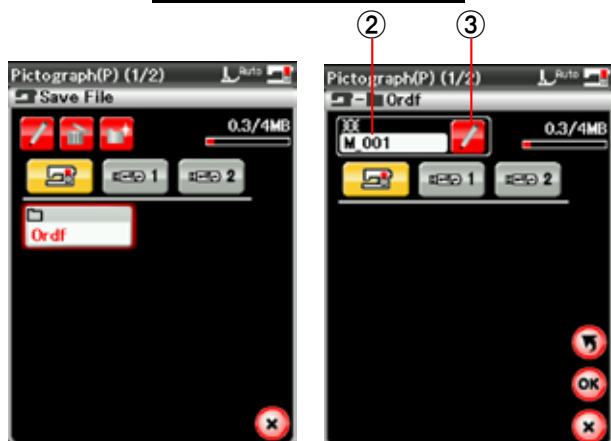 ② ③
Pictograph(P) (1/2) Auto
Save File
0.3/4MB
1 2
Ordf
Pictograph(P) (1/2) Auto
- Ordf
M_001
0.3/4MB
1 2
OK